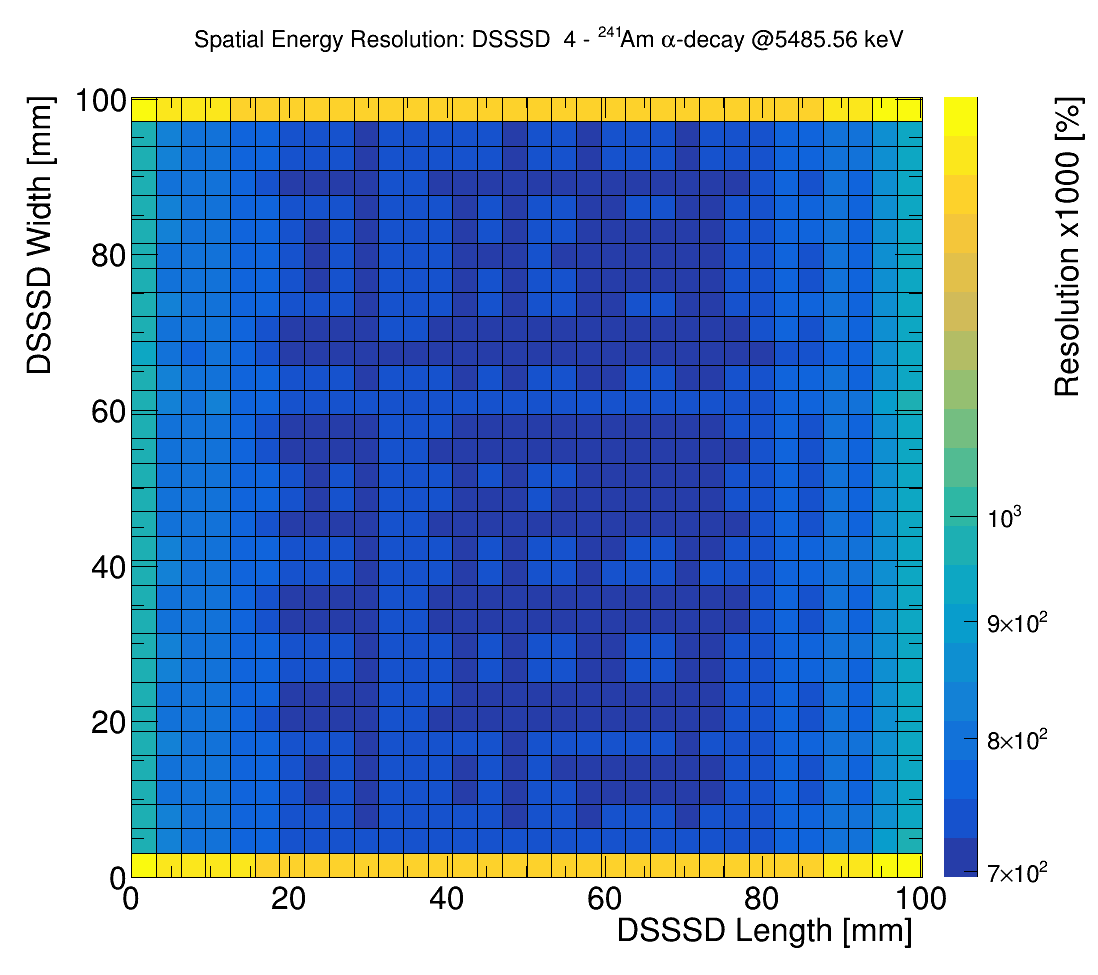 Spatial Energy Resolution: DSSSD 4 - ²⁴¹Am α-decay @5485.56 keV
DSSSD Width [mm]
100
80
60
40
20
0
0 20 40 60 80 100
DSSSD Length [mm]
Resolution x1000 [%]
10³
9×10²
8×10²
7×10²